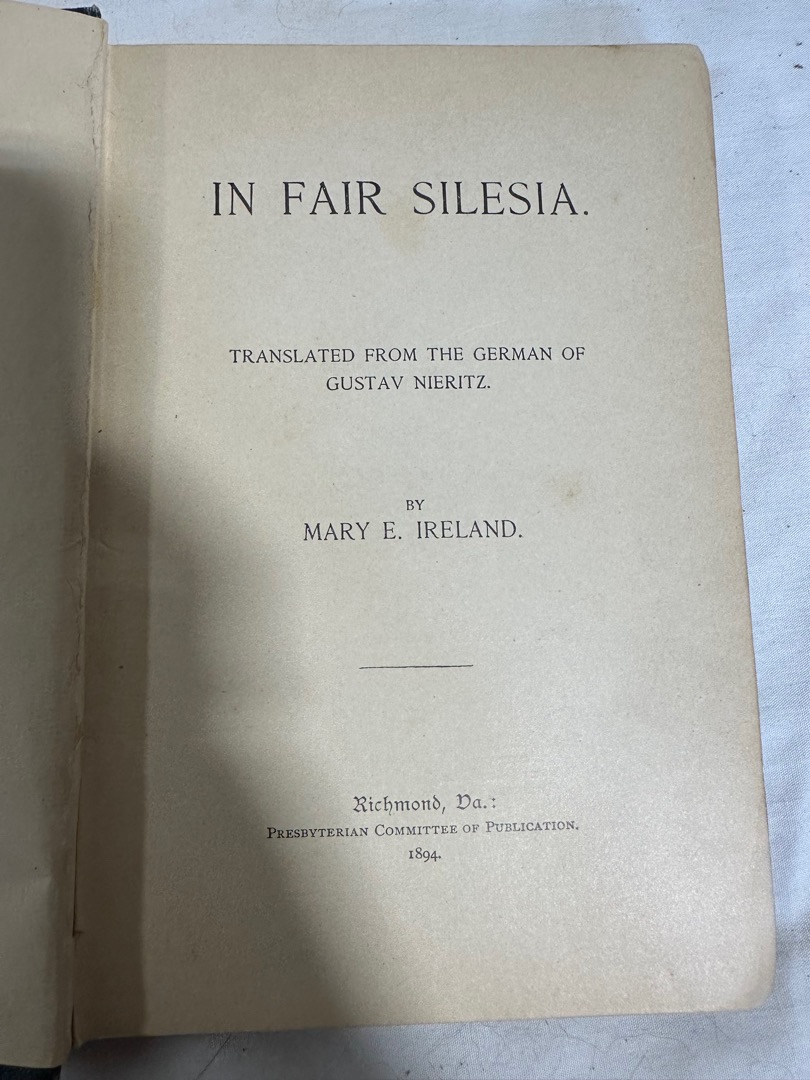 IN FAIR SILESIA.
TRANSLATED FROM THE GERMAN OF
GUSTAV NIERITZ.
BY
MARY E. IRELAND.
Richmond, Va.:
PRESBYTERIAN COMMITTEE OF PUBLICATION.
1894.